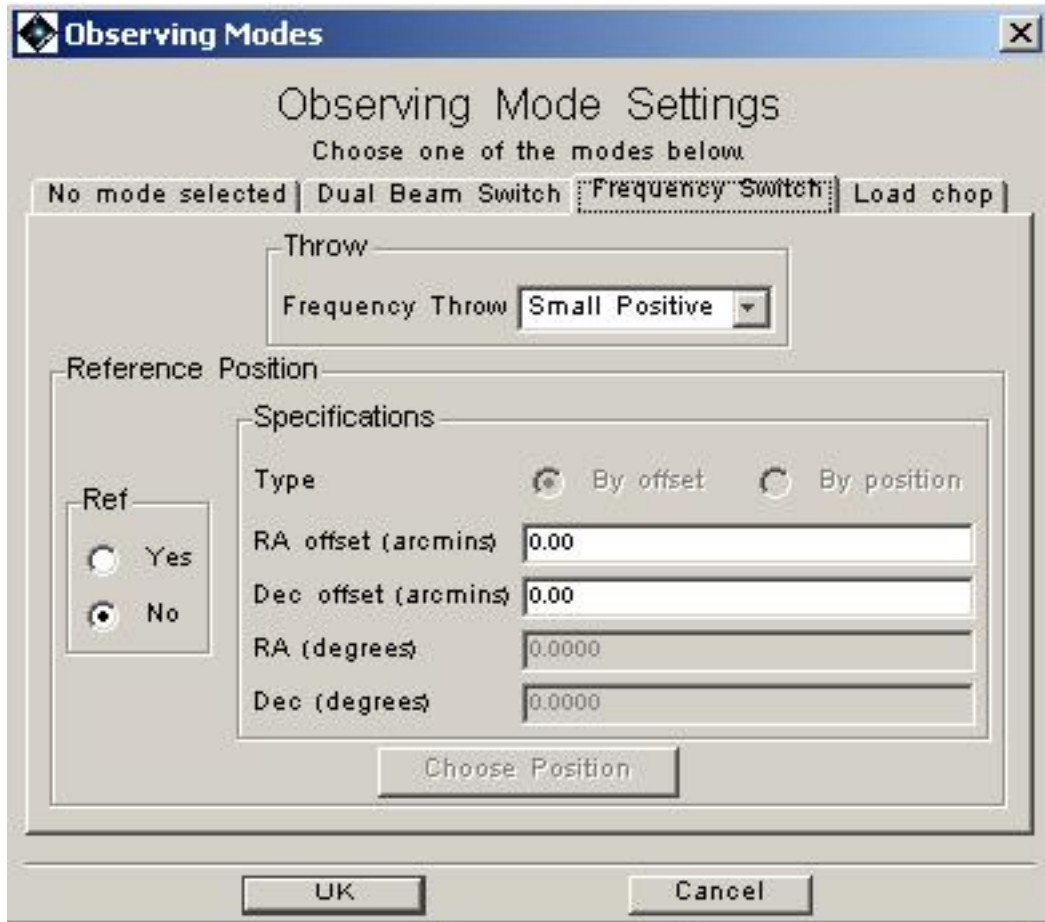 Observing Modes
Observing Mode Settings
Choose one of the modes below.
No mode selected Dual Beam Switch Frequency Switch Load chop
Throw
Frequency Throw Small Positive
Reference Position
Specifications
Type By offset By position
Ref
Yes
No
RA offset (arcmins) 0.00
Dec offset (arcmins) 0.00
RA (degrees) 0.0000
Dec (degrees) 0.0000
Choose Position
OK Cancel